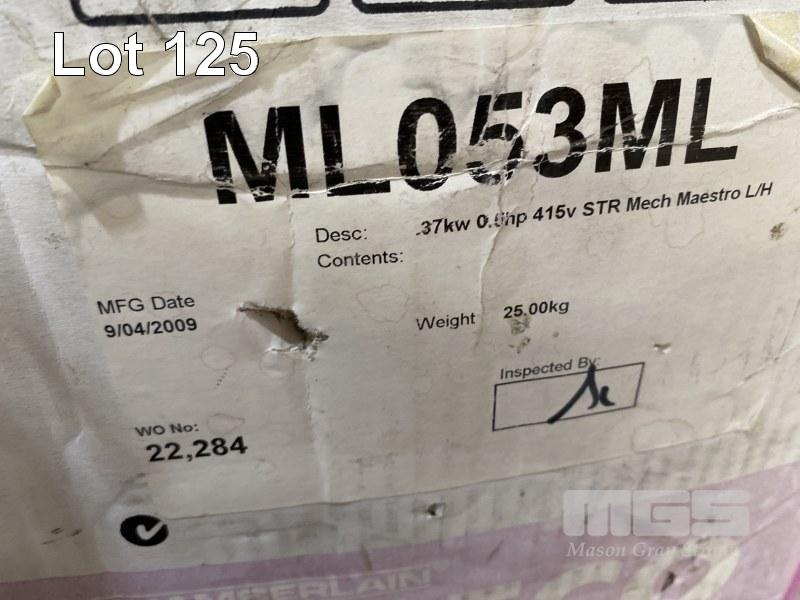 Lot 125
ML053ML
Desc: .37kw 0.5hp 415v STR Mech Maestro L/H
Contents:
MFG Date
9/04/2009
Weight 25.00kg
Inspected By:
WO No:
22,284
MGS
Mason Gray